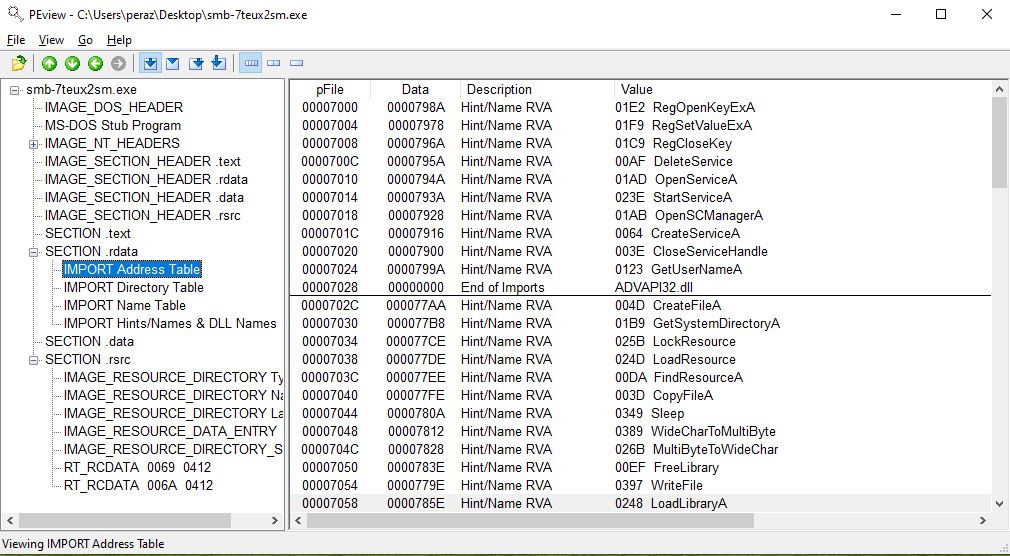 PEview - C:\Users\peraz\Desktop\smb-7teux2sm.exe
File View Go Help
smb-7teux2sm.exe
IMAGE_DOS_HEADER
MS-DOS Stub Program
IMAGE_NT_HEADERS
IMAGE_SECTION_HEADER .text
IMAGE_SECTION_HEADER .rdata
IMAGE_SECTION_HEADER .data
IMAGE_SECTION_HEADER .rsrc
SECTION .text
SECTION .rdata
IMPORT Address Table
IMPORT Directory Table
IMPORT Name Table
IMPORT Hints/Names & DLL Names
SECTION .data
SECTION .rsrc
IMAGE_RESOURCE_DIRECTORY Ty
IMAGE_RESOURCE_DIRECTORY Na
IMAGE_RESOURCE_DIRECTORY La
IMAGE_RESOURCE_DATA_ENTRY
IMAGE_RESOURCE_DIRECTORY_S
RT_RCDATA 0069 0412
RT_RCDATA 006A 0412
pFile Data Description Value
00007000 0000798A Hint/Name RVA 01E2 RegOpenKeyExA
00007004 00007978 Hint/Name RVA 01F9 RegSetValueExA
00007008 0000796A Hint/Name RVA 01C9 RegCloseKey
0000700C 0000795A Hint/Name RVA 00AF DeleteService
00007010 0000794A Hint/Name RVA 01AD OpenServiceA
00007014 0000793A Hint/Name RVA 023E StartServiceA
00007018 00007928 Hint/Name RVA 01AB OpenSCManagerA
0000701C 00007916 Hint/Name RVA 0064 CreateServiceA
00007020 00007900 Hint/Name RVA 003E CloseServiceHandle
00007024 0000799A Hint/Name RVA 0123 GetUserNameA
00007028 00000000 End of Imports ADVAPI32.dll
0000702C 000077AA Hint/Name RVA 004D CreateFileA
00007030 000077B8 Hint/Name RVA 01B9 GetSystemDirectoryA
00007034 000077CE Hint/Name RVA 025B LockResource
00007038 000077DE Hint/Name RVA 024D LoadResource
0000703C 000077EE Hint/Name RVA 00DA FindResourceA
00007040 000077FE Hint/Name RVA 003D CopyFileA
00007044 0000780A Hint/Name RVA 0349 Sleep
00007048 00007812 Hint/Name RVA 0389 WideCharToMultiByte
0000704C 00007828 Hint/Name RVA 026B MultiByteToWideChar
00007050 0000783E Hint/Name RVA 00EF FreeLibrary
00007054 0000779E Hint/Name RVA 0397 WriteFile
00007058 0000785E Hint/Name RVA 0248 LoadLibraryA
Viewing IMPORT Address Table